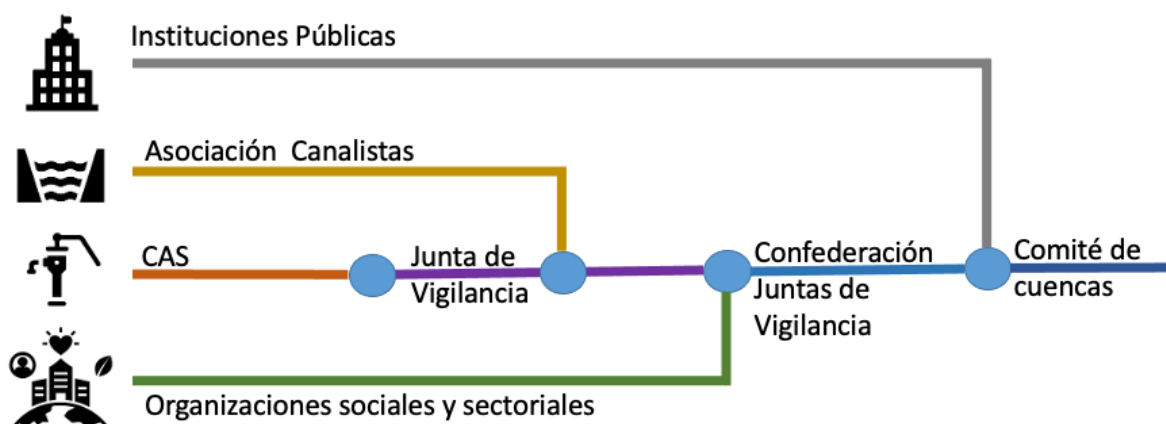 Instituciones Públicas
Asociación Canalistas
CAS
Junta de
Vigilancia
Confederación
Juntas de
Vigilancia
Comité de
cuencas
Organizaciones sociales y sectoriales